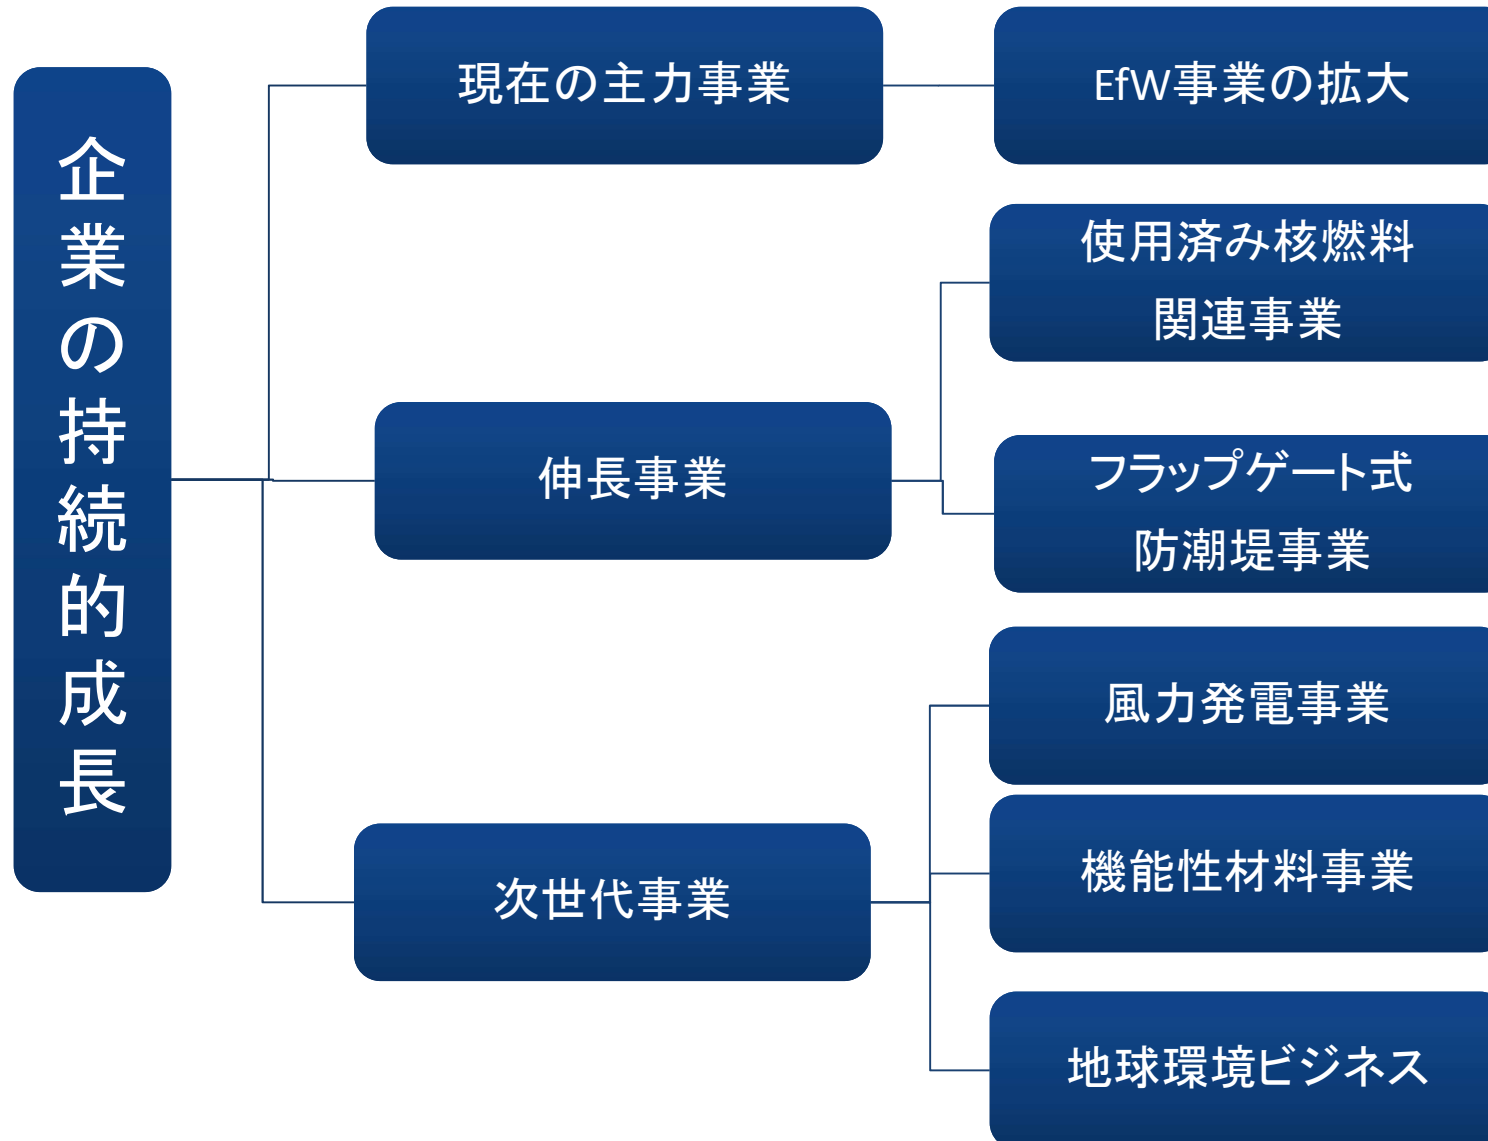 企業の持続的成長
現在の主力事業
EfW事業の拡大
伸長事業
使用済み核燃料
関連事業
フラップゲート式
防潮堤事業
次世代事業
風力発電事業
機能性材料事業
地球環境ビジネス